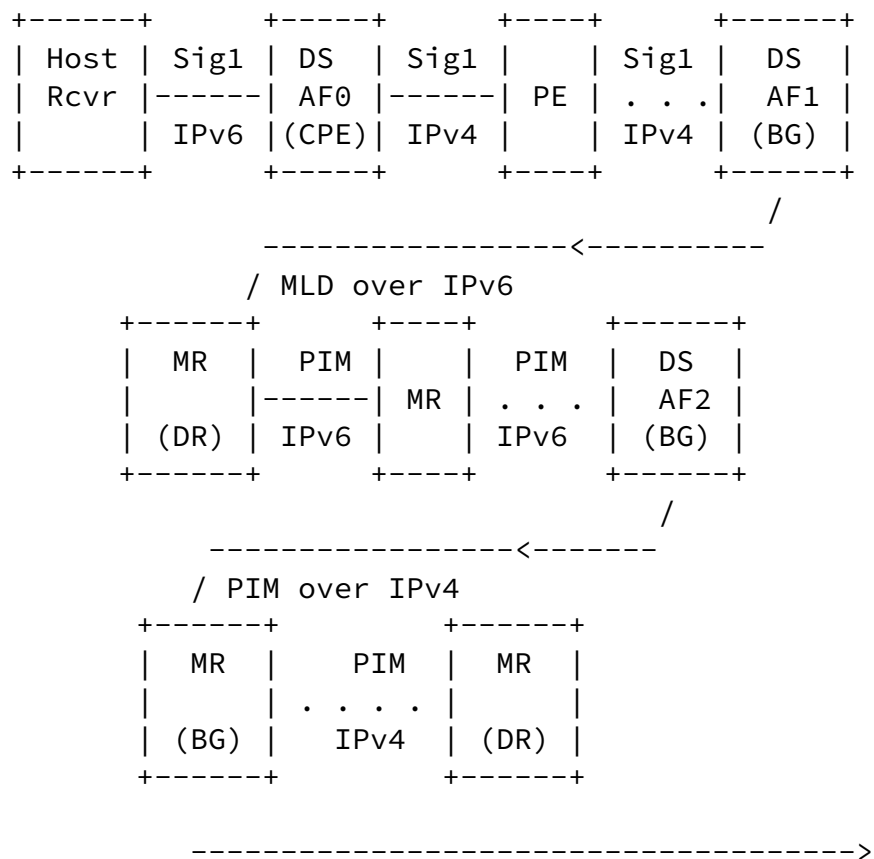 +------+       +-----+       +----+       +------+
| Host | Sig1 | DS  | Sig1 |    | Sig1 |  DS  |
| Rcvr |------| AF0 |------| PE | . . .|  AF1 |
|      | IPv6 |(CPE)| IPv4 |    | IPv4 | (BG) |
+------+       +-----+       +----+       +------+
/
-----------------<----------
/ MLD over IPv6
+------+       +----+       +------+
|  MR  |  PIM |    |  PIM  |  DS  |
|      |------| MR | . . . |  AF2 |
| (DR) | IPv6 |    | IPv6  | (BG) |
+------+       +----+       +------+
/
-----------------<-------
/ PIM over IPv4
+------+          +------+
|  MR  |    PIM  |  MR  |
|      | . . . . |      |
| (BG) |   IPv4  | (DR) |
+------+          +------+
------------------------------------->